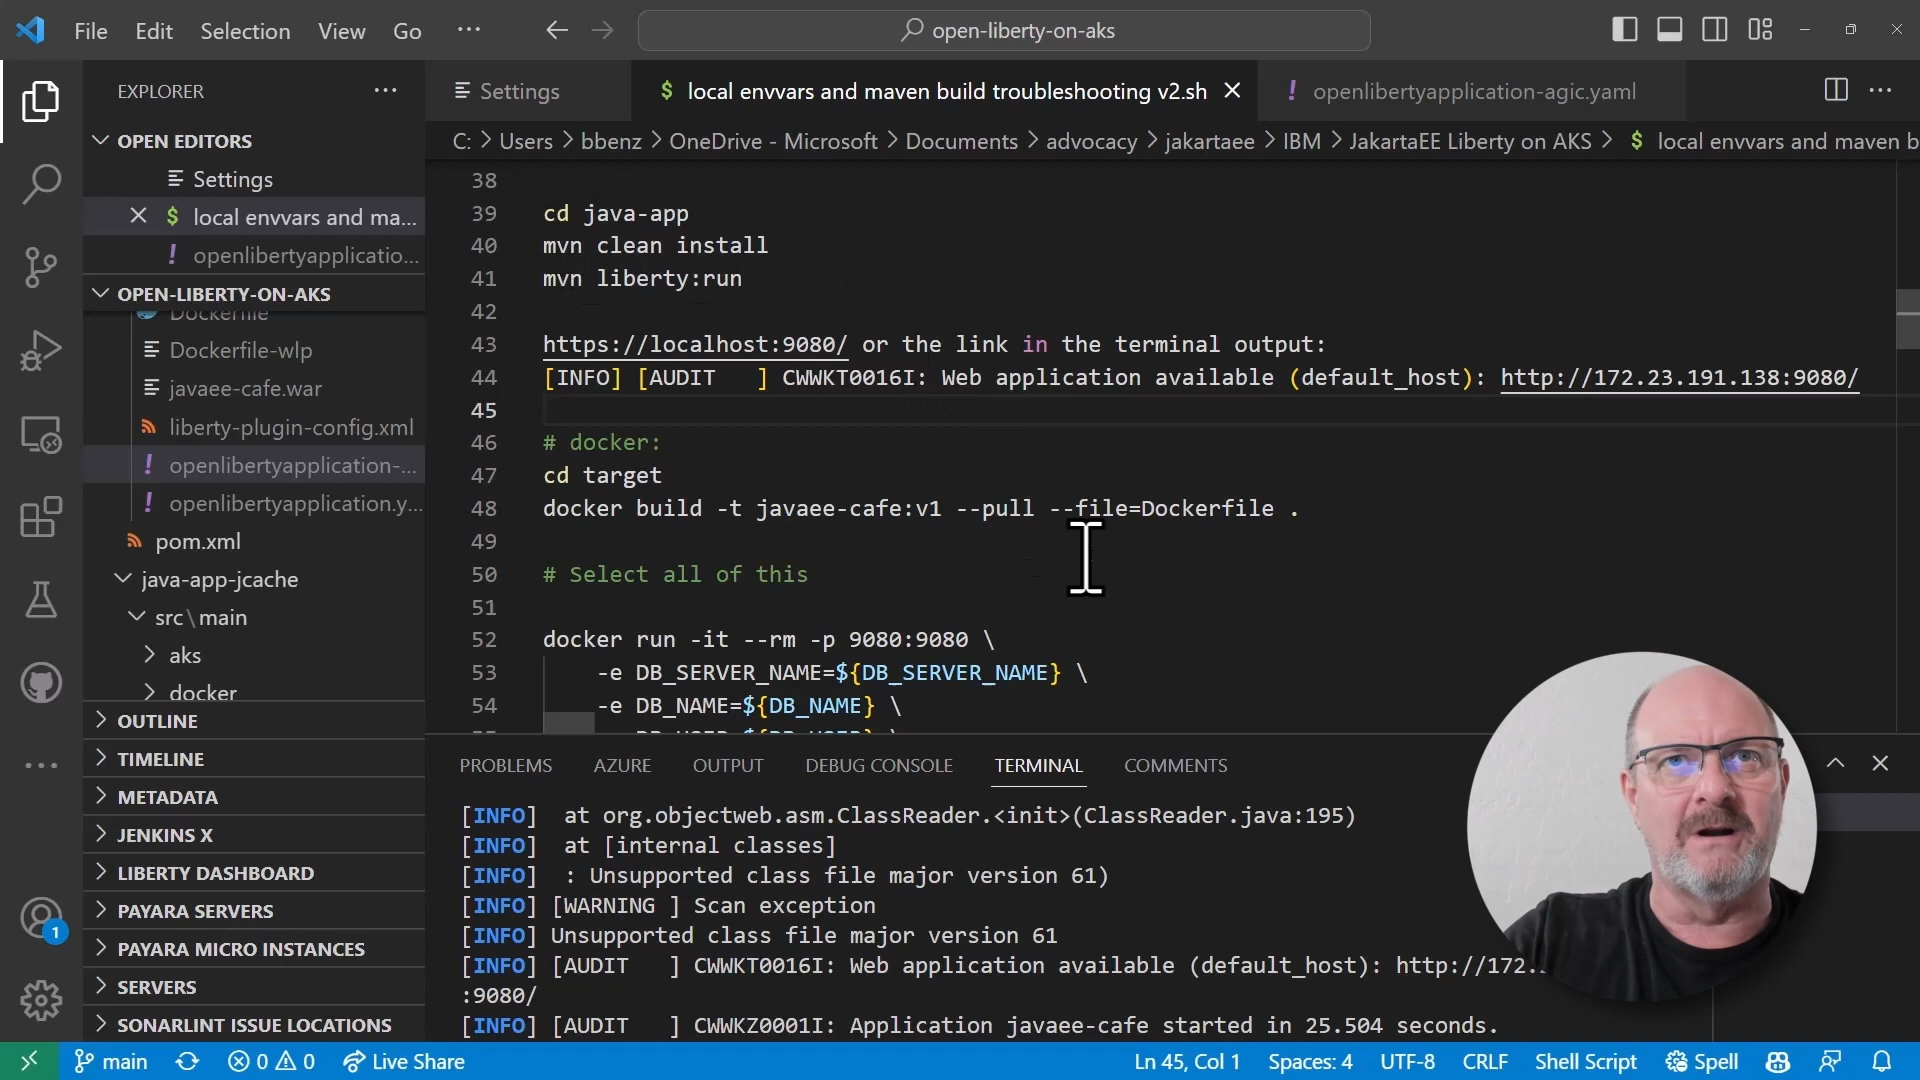 File Edit Selection View Go ··· open-liberty-on-aks
EXPLORER
Settings
local envvars and maven build troubleshooting v2.sh
openlibertyapplication-agic.yaml
OPEN EDITORS
C: > Users > bbenz > OneDrive - Microsoft > Documents > advocacy > jakartaee > IBM > JakartaEE Liberty on AKS > $ local envvars and maven b
Settings
$ local envvars and ma...
! openlibertyapplicatio...
OPEN-LIBERTY-ON-AKS
Dockerfile
Dockerfile-wlp
javaee-cafe.war
liberty-plugin-config.xml
! openlibertyapplication-...
! openlibertyapplication.y...
pom.xml
java-app-jcache
src\main
aks
docker
OUTLINE
TIMELINE
METADATA
JENKINS X
LIBERTY DASHBOARD
PAYARA SERVERS
PAYARA MICRO INSTANCES
SERVERS
SONARLINT ISSUE LOCATIONS
38
39 cd java-app
40 mvn clean install
41 mvn liberty:run
42
43 https://localhost:9080/ or the link in the terminal output:
44 [INFO] [AUDIT   ] CWWKT0016I: Web application available (default_host): http://172.23.191.138:9080/
45
46 # docker:
47 cd target
48 docker build -t javaee-cafe:v1 --pull --file=Dockerfile .
49
50 # Select all of this
51
52 docker run -it --rm -p 9080:9080 \
53 -e DB_SERVER_NAME=${DB_SERVER_NAME} \
54 -e DB_NAME=${DB_NAME} \
PROBLEMS AZURE OUTPUT DEBUG CONSOLE TERMINAL COMMENTS
[INFO]  at org.objectweb.asm.ClassReader.<init>(ClassReader.java:195)
[INFO]  at [internal classes]
[INFO]  : Unsupported class file major version 61)
[INFO] [WARNING ] Scan exception
[INFO] Unsupported class file major version 61
[INFO] [AUDIT   ] CWWKT0016I: Web application available (default_host): http://172.
:9080/
[INFO] [AUDIT   ] CWWKZ0001I: Application javaee-cafe started in 25.504 seconds.
1
main 0 0 Live Share Ln 45, Col 1 Spaces: 4 UTF-8 CRLF Shell Script Spell